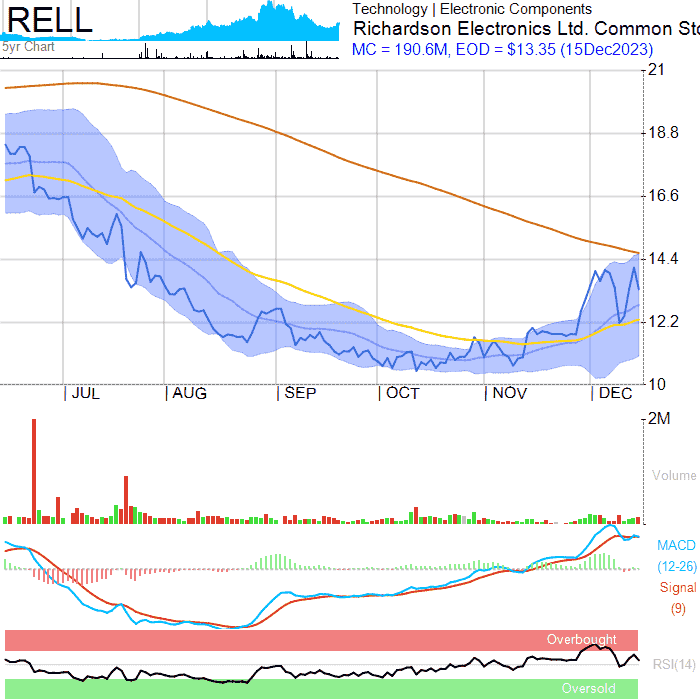 RELL
5yr Chart
Technology | Electronic Components
Richardson Electronics Ltd. Common Sto
MC = 190.6M, EOD = $13.35 (15Dec2023)
21
18.8
16.6
14.4
12.2
10
JUL AUG SEP OCT NOV DEC
2M
Volume
MACD
(12-26)
Signal
(9)
Overbought
RSI(14)
Oversold